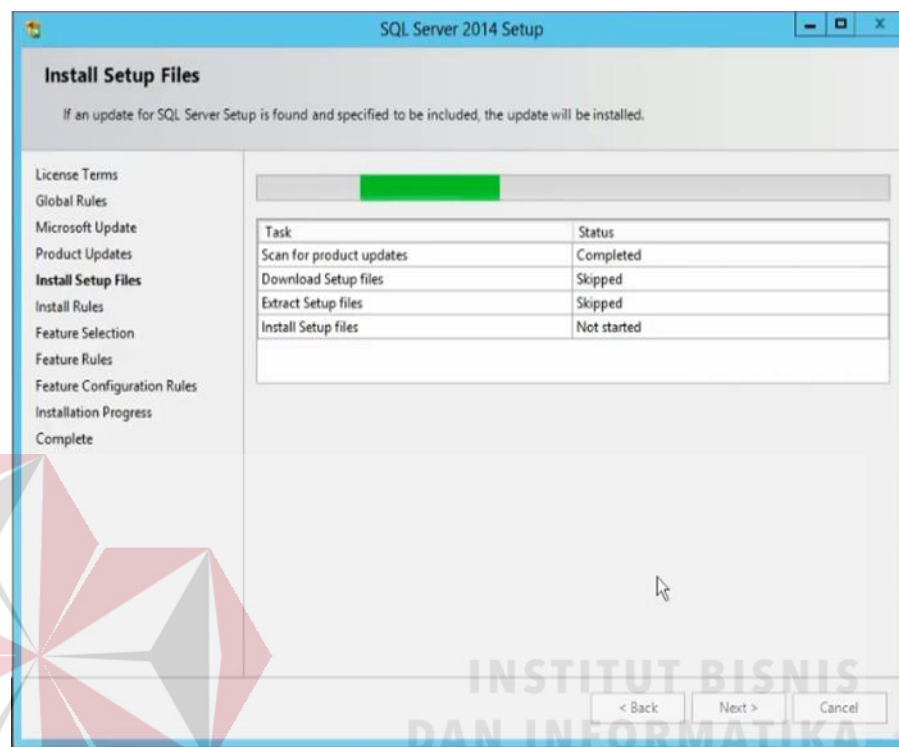 SQL Server 2014 Setup
Install Setup Files
If an update for SQL Server Setup is found and specified to be included, the update will be installed.
License Terms
Global Rules
Microsoft Update
Product Updates
Install Setup Files
Install Rules
Feature Selection
Feature Rules
Feature Configuration Rules
Installation Progress
Complete
Task Status
Scan for product updates Completed
Download Setup files Skipped
Extract Setup files Skipped
Install Setup files Not started
INSTITUT BISNIS
< Back Next > Cancel
DAN INFORMATIKA